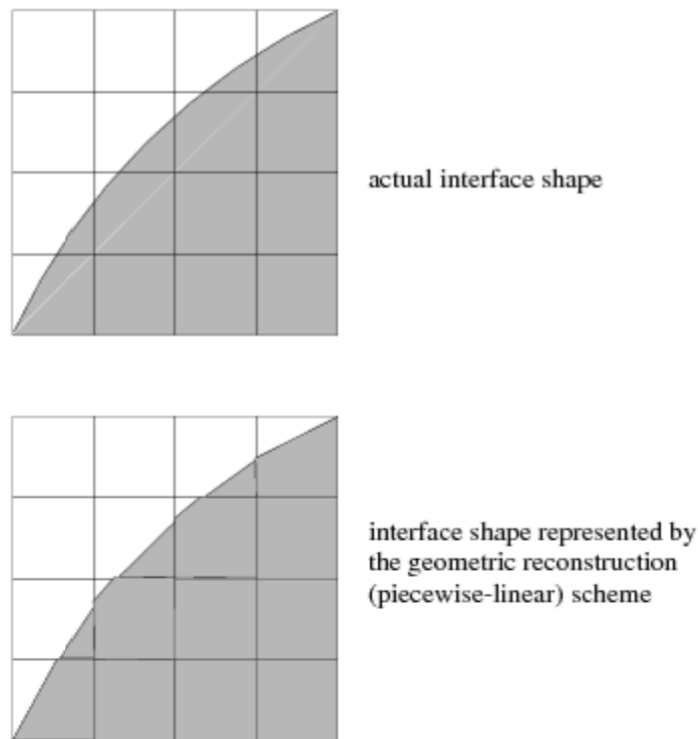 actual interface shape
interface shape represented by
the geometric reconstruction
(piecewise-linear) scheme